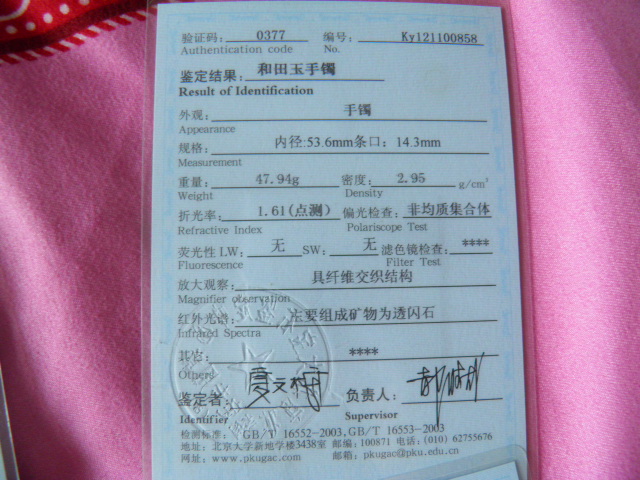 验证码: 0377 编号: Ky121100858
Authentication code No.
鉴定结果: 和田玉手镯
Result of Identification
外观: 手镯
Appearance
规格: 内径:53.6mm条口: 14.3mm
Measurement
重量: 47.94g 密度: 2.95 g/cm³
Weight Density
折光率: 1.61(点测) 偏光检查: 非均质集合体
Refractive Index Polariscope Test
荧光性 LW: 无 SW: 无 滤色镜检查: ****
Fluorescence Filter Test
放大观察: 具纤维交织结构
Magnifier observation
红外光谱: 主要组成矿物为透闪石
Infrared Spectra
其它: ****
Others
鉴定者: 负责人:
Identifier Supervisor
检测标准: GB/T 16552-2003,GB/T 16553-2003
地址: 北京大学新地学楼3438室 邮编: 100871 电话: (010) 62755676
网址: www.pkugac.com 邮箱: pkugac@pku.edu.cn